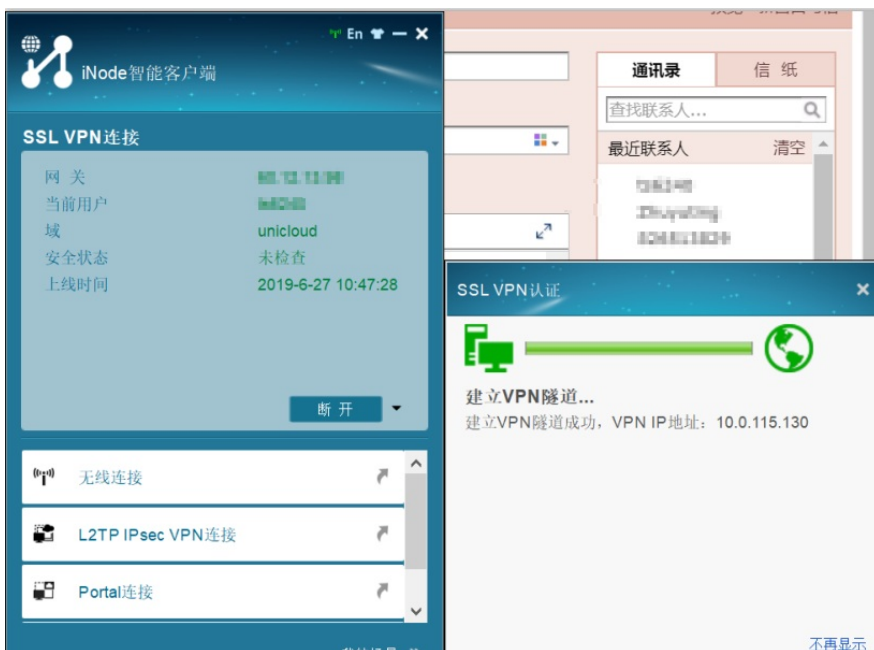 En
iNode智能客户端
SSL VPN连接
网 关
当前用户
域 unicloud
安全状态 未检查
上线时间 2019-6-27 10:47:28
断 开
无线连接
L2TP IPsec VPN连接
Portal连接
通讯录 信 纸
查找联系人...
最近联系人 清空
SSL VPN认证
建立VPN隧道...
建立VPN隧道成功，VPN IP地址：10.0.115.130
不再显示